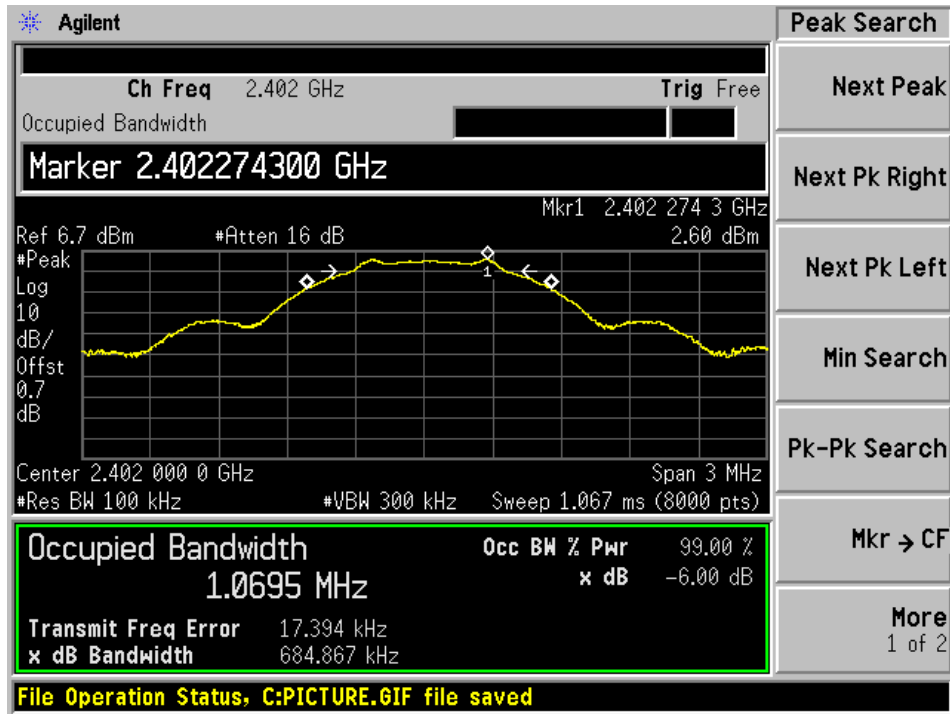 Agilent
Peak Search
Ch Freq 2.402 GHz Trig Free
Occupied Bandwidth
Marker 2.402274300 GHz
Mkr1 2.402 274 3 GHz
Ref 6.7 dBm #Atten 16 dB 2.60 dBm
#Peak
Log
10
dB/
Offst
0.7
dB
1
Center 2.402 000 0 GHz Span 3 MHz
#Res BW 100 kHz #VBW 300 kHz Sweep 1.067 ms (8000 pts)
Occupied Bandwidth Occ BW % Pwr 99.00 %
1.0695 MHz x dB -6.00 dB
Transmit Freq Error 17.394 kHz
x dB Bandwidth 684.867 kHz
File Operation Status, C:PICTURE.GIF file saved
Next Peak
Next Pk Right
Next Pk Left
Min Search
Pk-Pk Search
Mkr → CF
More
1 of 2